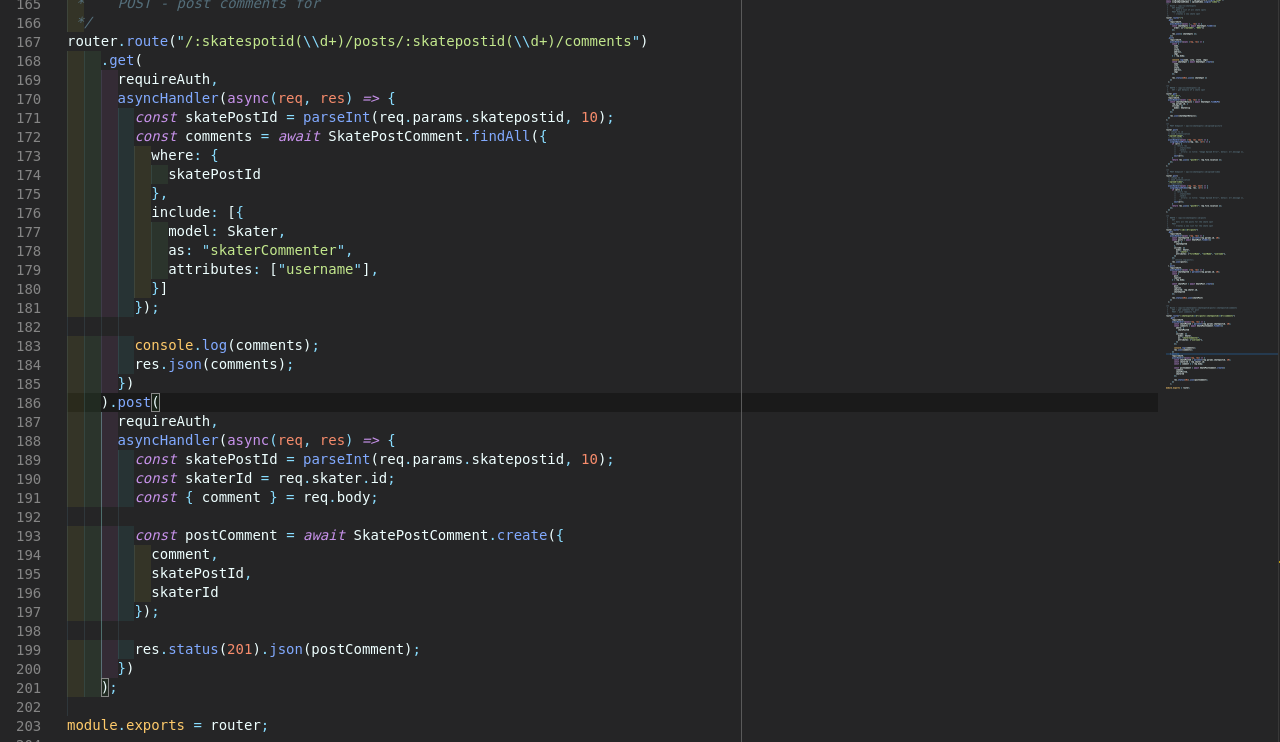 165 *    POST - post comments for
166 */
167 router.route("/:skatespotid(\\d+)/posts/:skatepostid(\\d+)/comments")
168     .get(
169       requireAuth,
170       asyncHandler(async(req, res) => {
171         const skatePostId = parseInt(req.params.skatepostid, 10);
172         const comments = await SkatePostComment.findAll({
173           where: {
174             skatePostId
175           },
176           include: [{
177             model: Skater,
178             as: "skaterCommenter",
179             attributes: ["username"],
180           }]
181         });
182
183         console.log(comments);
184         res.json(comments);
185       })
186     ).post(
187       requireAuth,
188       asyncHandler(async(req, res) => {
189         const skatePostId = parseInt(req.params.skatepostid, 10);
190         const skaterId = req.skater.id;
191         const { comment } = req.body;
192
193         const postComment = await SkatePostComment.create({
194           comment,
195           skatePostId,
196           skaterId
197         });
198
199         res.status(201).json(postComment);
200       })
201     );
202
203 module.exports = router;